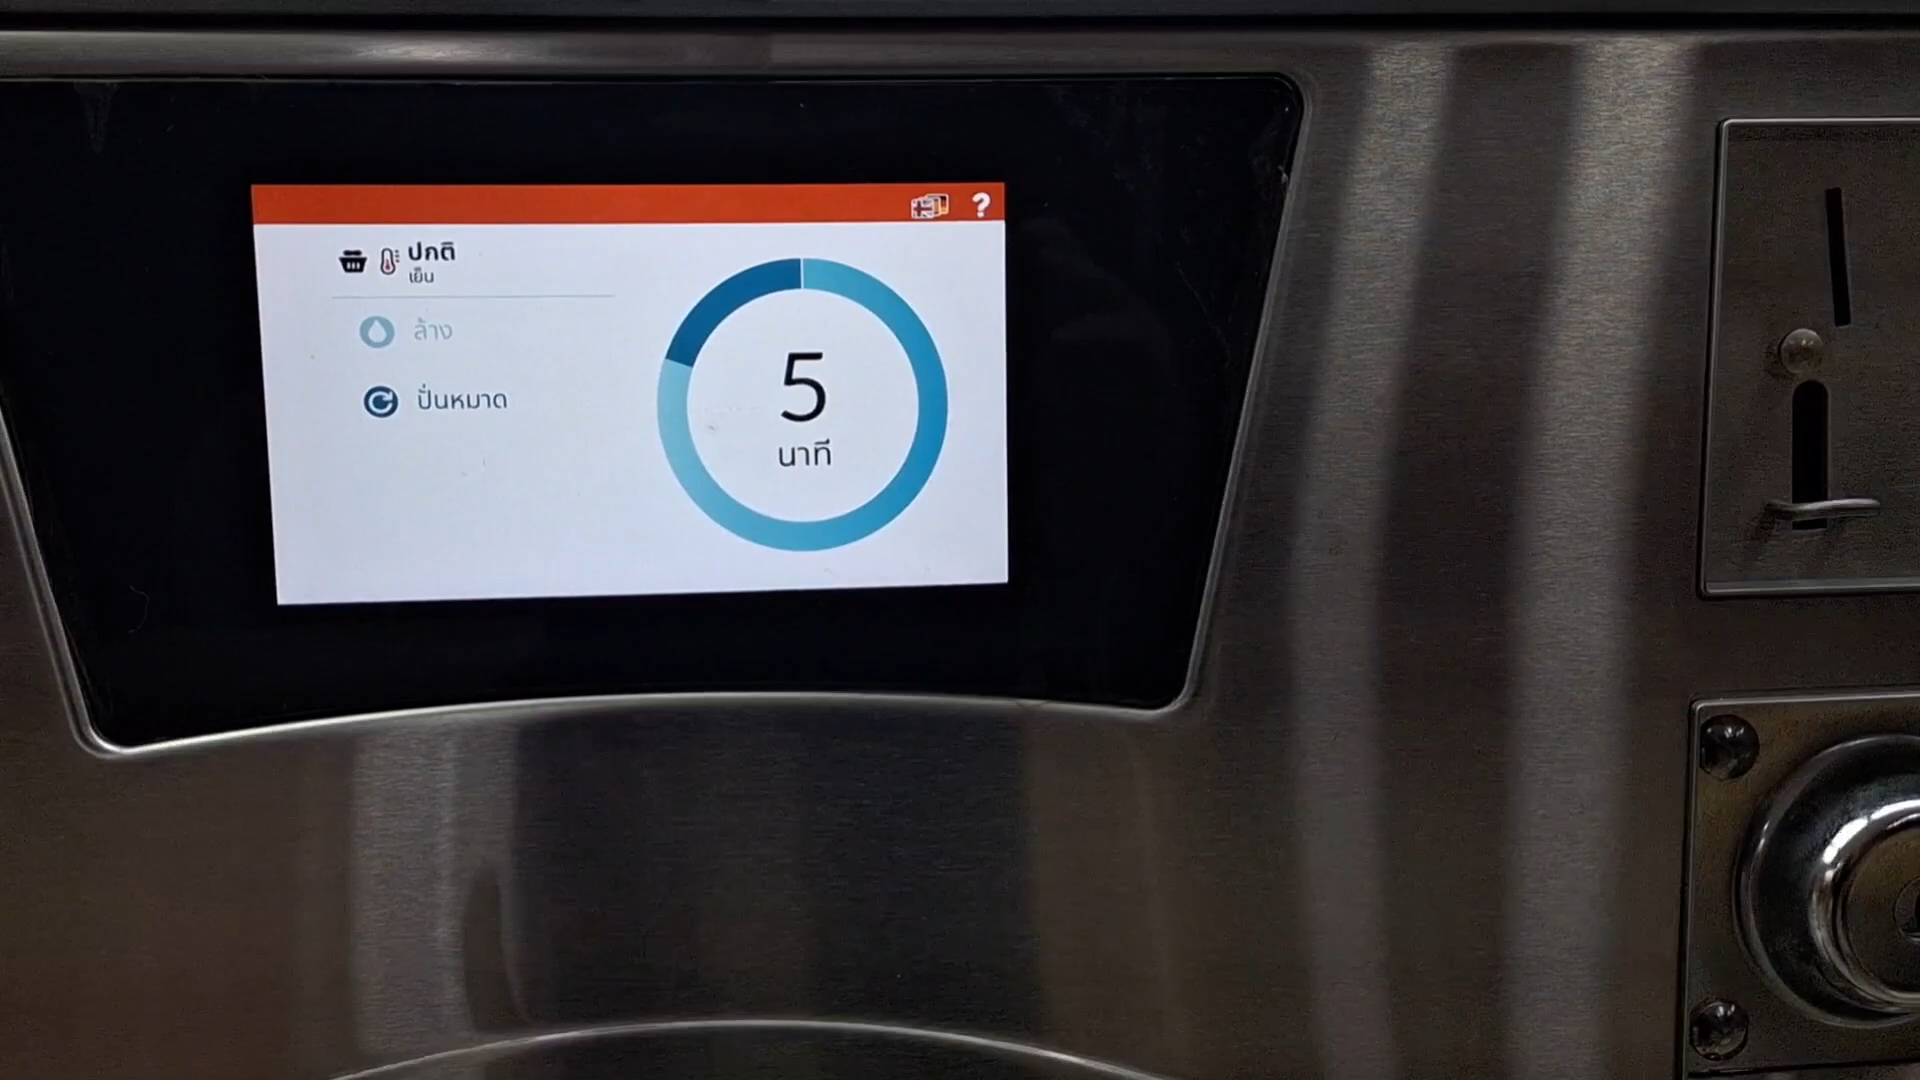 ?
ปกติ
เย็น
ล้าง
ปั่นหมาด
5
นาที